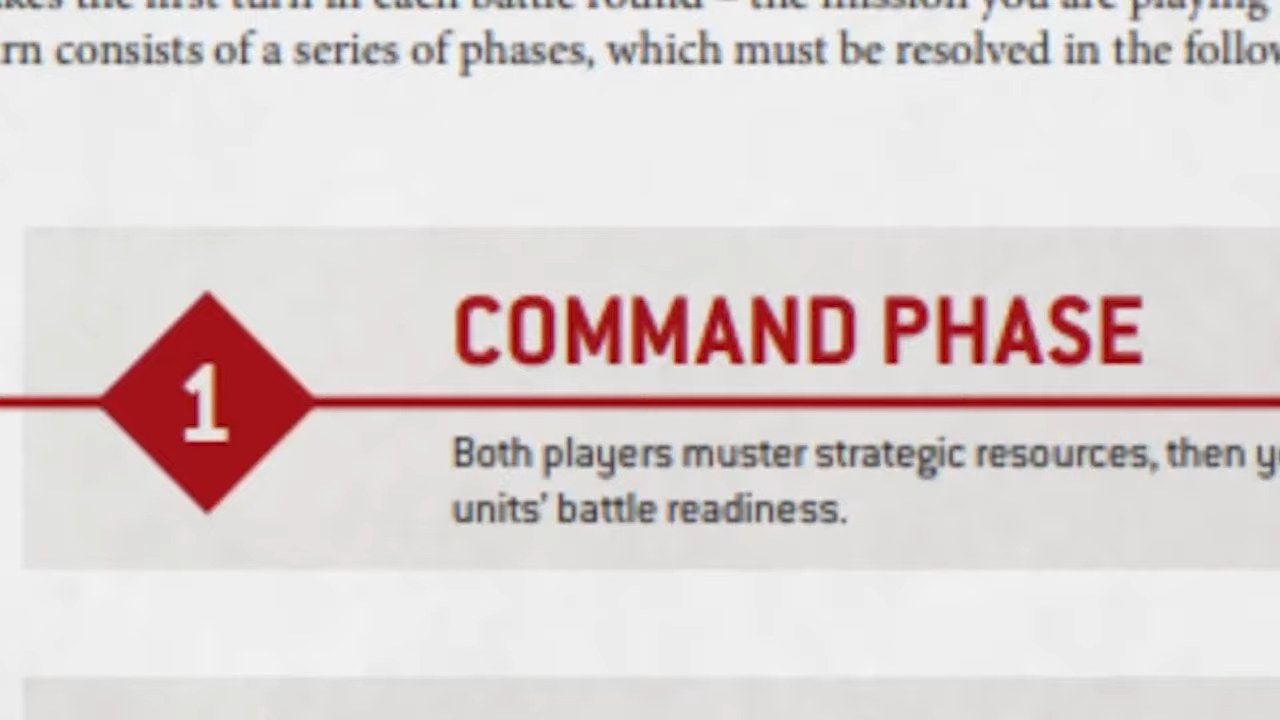 rn consists of a series of phases, which must be resolved in the
COMMAND PHASE
1
Both players muster strategic resources, then
units' battle readiness.